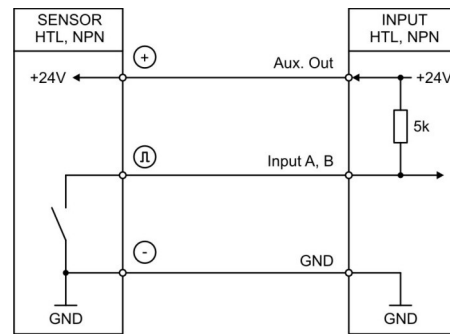 SENSOR
HTL, NPN
INPUT
HTL, NPN
+
Aux. Out
+24V
+24V
5k
Input A, B
-
GND
GND
GND